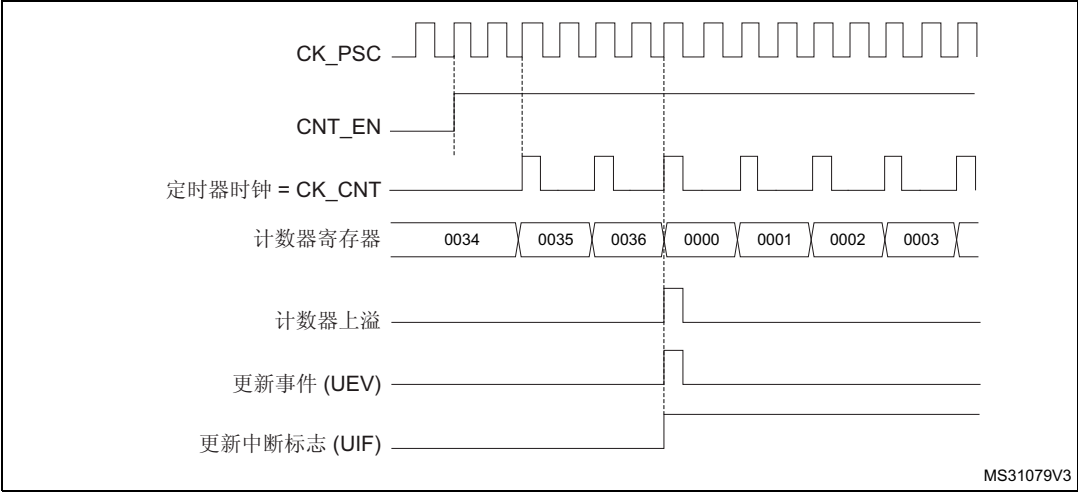 CK_PSC
CNT_EN
定时器时钟 = CK_CNT
计数器寄存器 0034 0035 0036 0000 0001 0002 0003
计数器上溢
更新事件 (UEV)
更新中断标志 (UIF)
MS31079V3